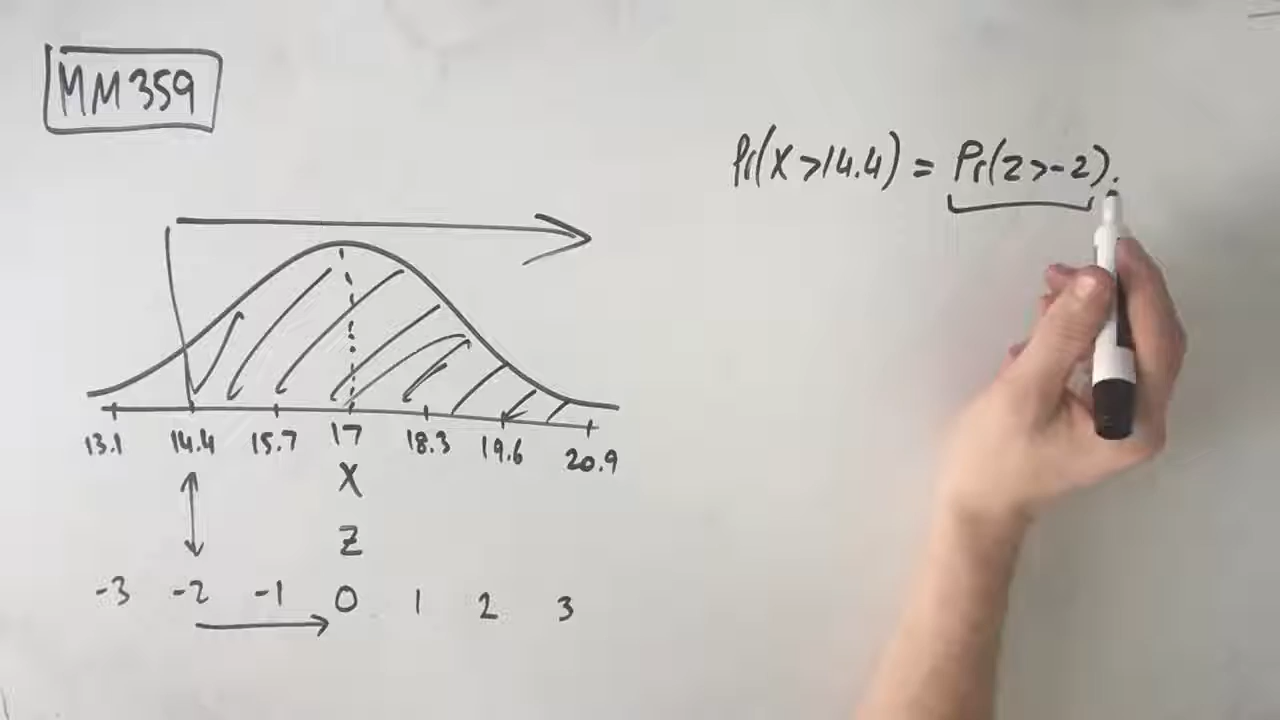 MM359
Pr(X>14.4) = Pr(Z>-2).
13.1 14.4 15.7 17 18.3 19.6 20.9
X
Z
-3 -2 -1 0 1 2 3